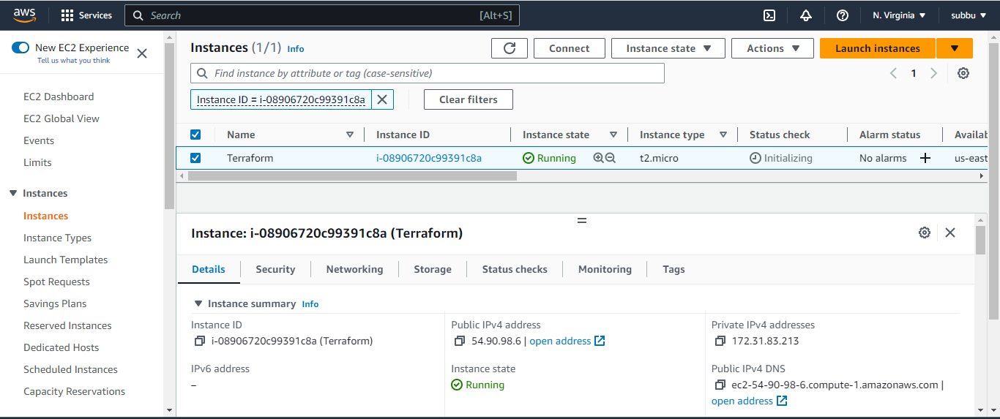 aws
Services
Search
[Alt+S]
N. Virginia
subbu
New EC2 Experience
Tell us what you think
EC2 Dashboard
EC2 Global View
Events
Limits
Instances
Instances
Instance Types
Launch Templates
Spot Requests
Savings Plans
Reserved Instances
Dedicated Hosts
Scheduled Instances
Capacity Reservations
Instances (1/1) Info
Connect
Instance state
Actions
Launch instances
Find instance by attribute or tag (case-sensitive)
1
Instance ID = i-08906720c99391c8a
Clear filters
Name Instance ID Instance state Instance type Status check Alarm status Availab
Terraform i-08906720c99391c8a Running t2.micro Initializing No alarms us-east
Instance: i-08906720c99391c8a (Terraform)
Details Security Networking Storage Status checks Monitoring Tags
Instance summary Info
Instance ID
i-08906720c99391c8a (Terraform)
Public IPv4 address
54.90.98.6 | open address
Private IPv4 addresses
172.31.83.213
IPv6 address
–
Instance state
Running
Public IPv4 DNS
ec2-54-90-98-6.compute-1.amazonaws.com |
open address